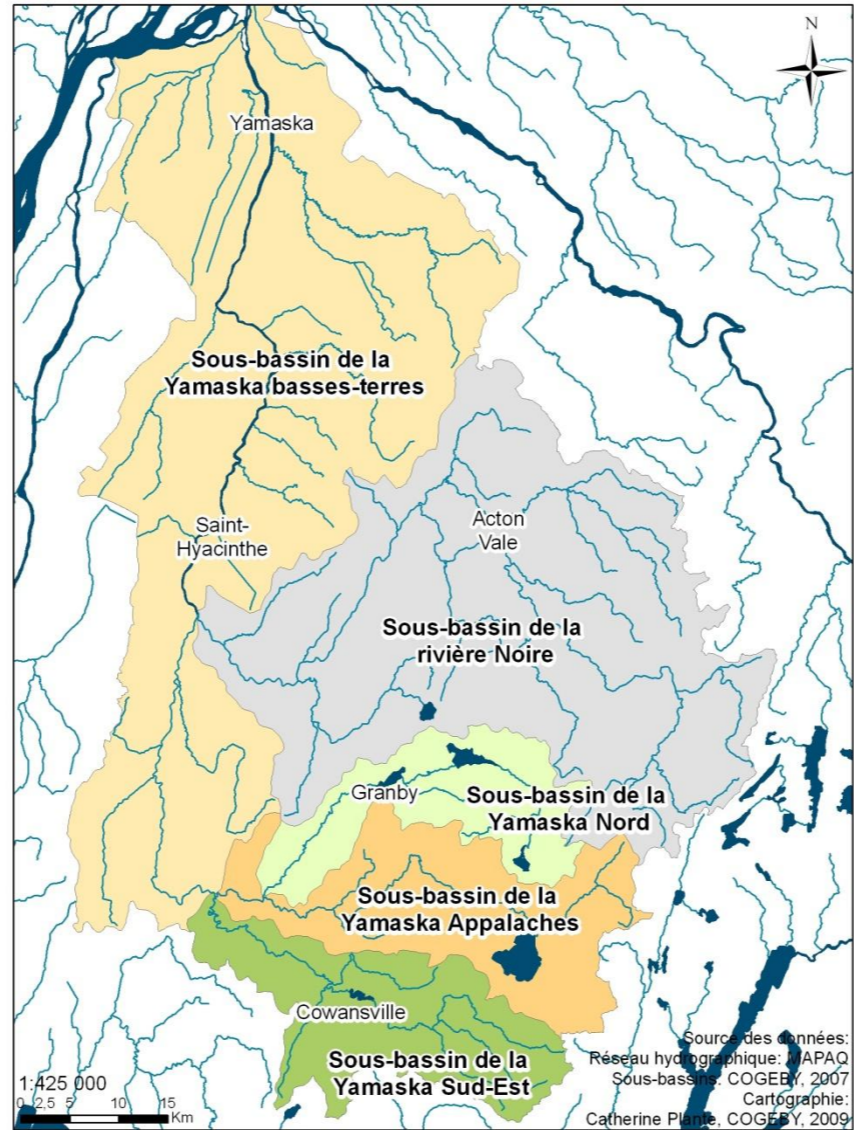 N
Yamaska
Sous-bassin de la
Yamaska basses-terres
Saint-
Hyacinthe
Acton
Vale
Sous-bassin de la
rivière Noire
Granby
Sous-bassin de la
Yamaska Nord
Sous-bassin de la
Yamaska Appalaches
Cowansville
Sous-bassin de la
Yamaska Sud-Est
1:425 000
0 2,5 5 10 15
Km
Source des données:
Réseau hydrographique: MAPAQ
Sous-bassins: COGEBY, 2007
Cartographie:
Catherine Plante, COGEBY, 2009